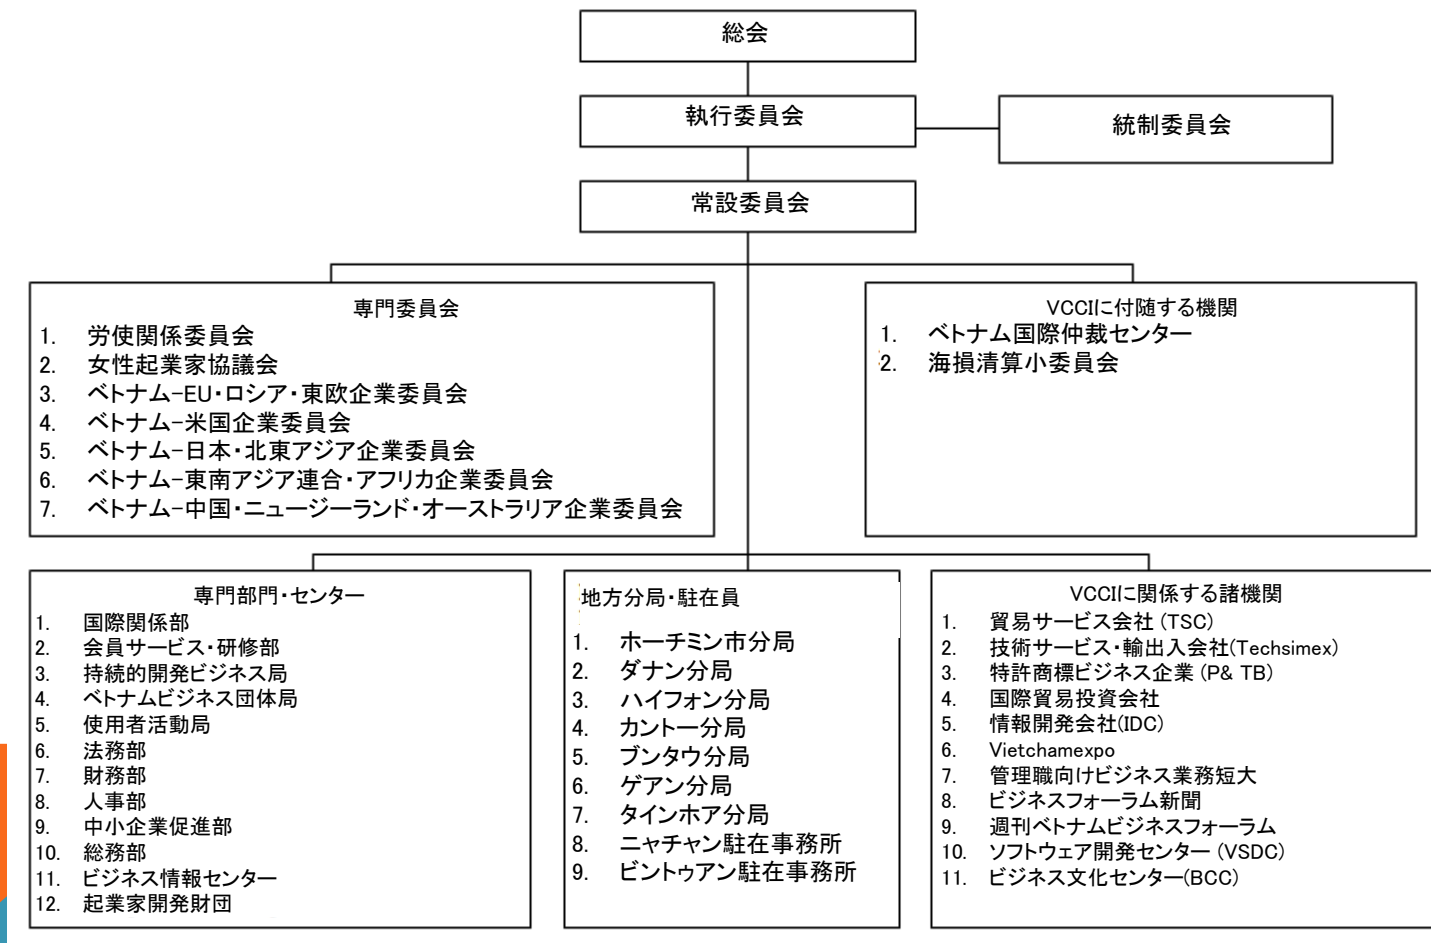 総会
執行委員会
統制委員会
常設委員会
専門委員会
1. 労使関係委員会
2. 女性起業家協議会
3. ベトナム-EU・ロシア・東欧企業委員会
4. ベトナム-米国企業委員会
5. ベトナム-日本・北東アジア企業委員会
6. ベトナム-東南アジア連合・アフリカ企業委員会
7. ベトナム-中国・ニュージーランド・オーストラリア企業委員会
VCCIに付随する機関
1. ベトナム国際仲裁センター
2. 海損清算小委員会
専門部門・センター
1. 国際関係部
2. 会員サービス・研修部
3. 持続的開発ビジネス局
4. ベトナムビジネス団体局
5. 使用者活動局
6. 法務部
7. 財務部
8. 人事部
9. 中小企業促進部
10. 総務部
11. ビジネス情報センター
12. 起業家開発財団
地方分局・駐在員
1. ホーチミン市分局
2. ダナン分局
3. ハイフォン分局
4. カントー分局
5. ブンタウ分局
6. ゲアン分局
7. タインホア分局
8. ニャチャン駐在事務所
9. ビントゥアン駐在事務所
VCCIに関係する諸機関
1. 貿易サービス会社 (TSC)
2. 技術サービス・輸出入会社(Techsimex)
3. 特許商標ビジネス企業 (P& TB)
4. 国際貿易投資会社
5. 情報開発会社(IDC)
6. Vietchamexpo
7. 管理職向けビジネス業務短大
8. ビジネスフォーラム新聞
9. 週刊ベトナムビジネスフォーラム
10. ソフトウェア開発センター (VSDC)
11. ビジネス文化センター(BCC)